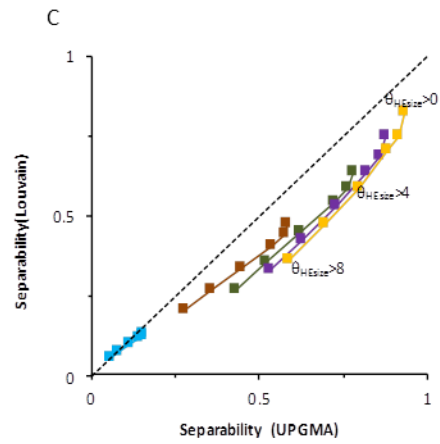 C
1
θHEsize>0
Separability(Louvain)
0.5
θHEsize>4
θHEsize>8
0
0
0.5
1
Separability (UPGMA)